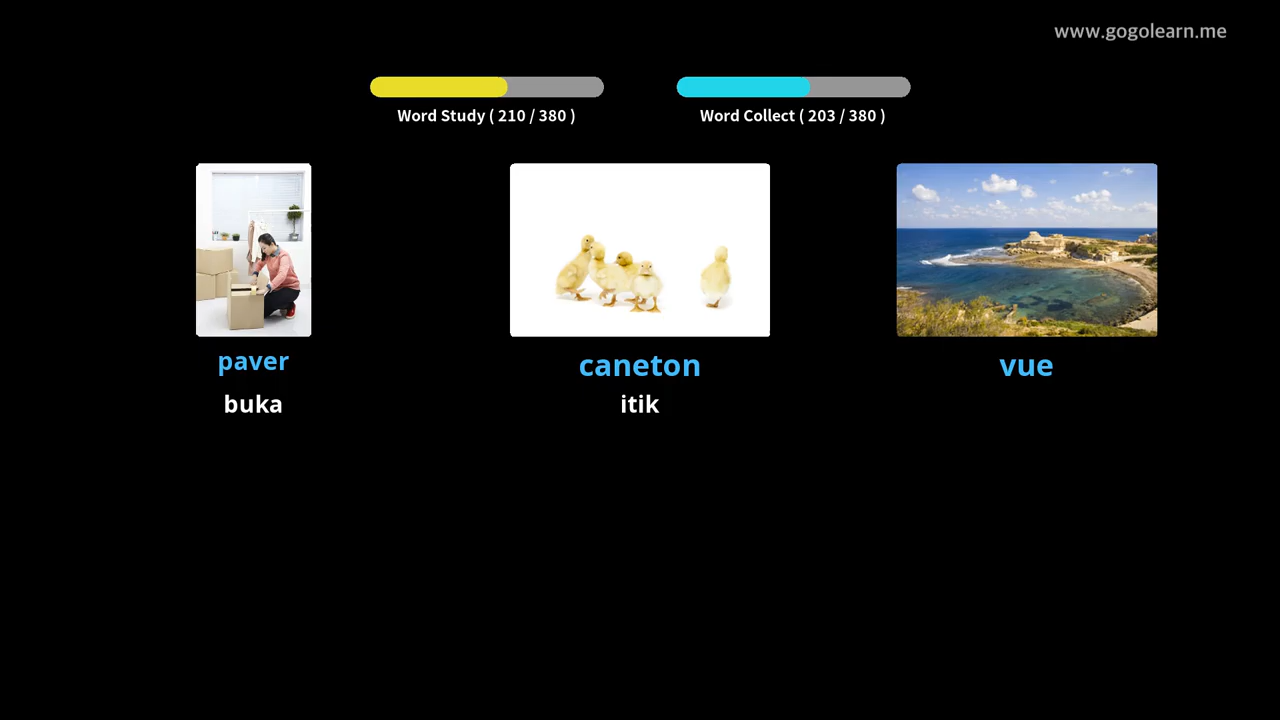 www.gogolearn.me
Word Study ( 210 / 380 )
Word Collect ( 203 / 380 )
paver
caneton
vue
buka
itik